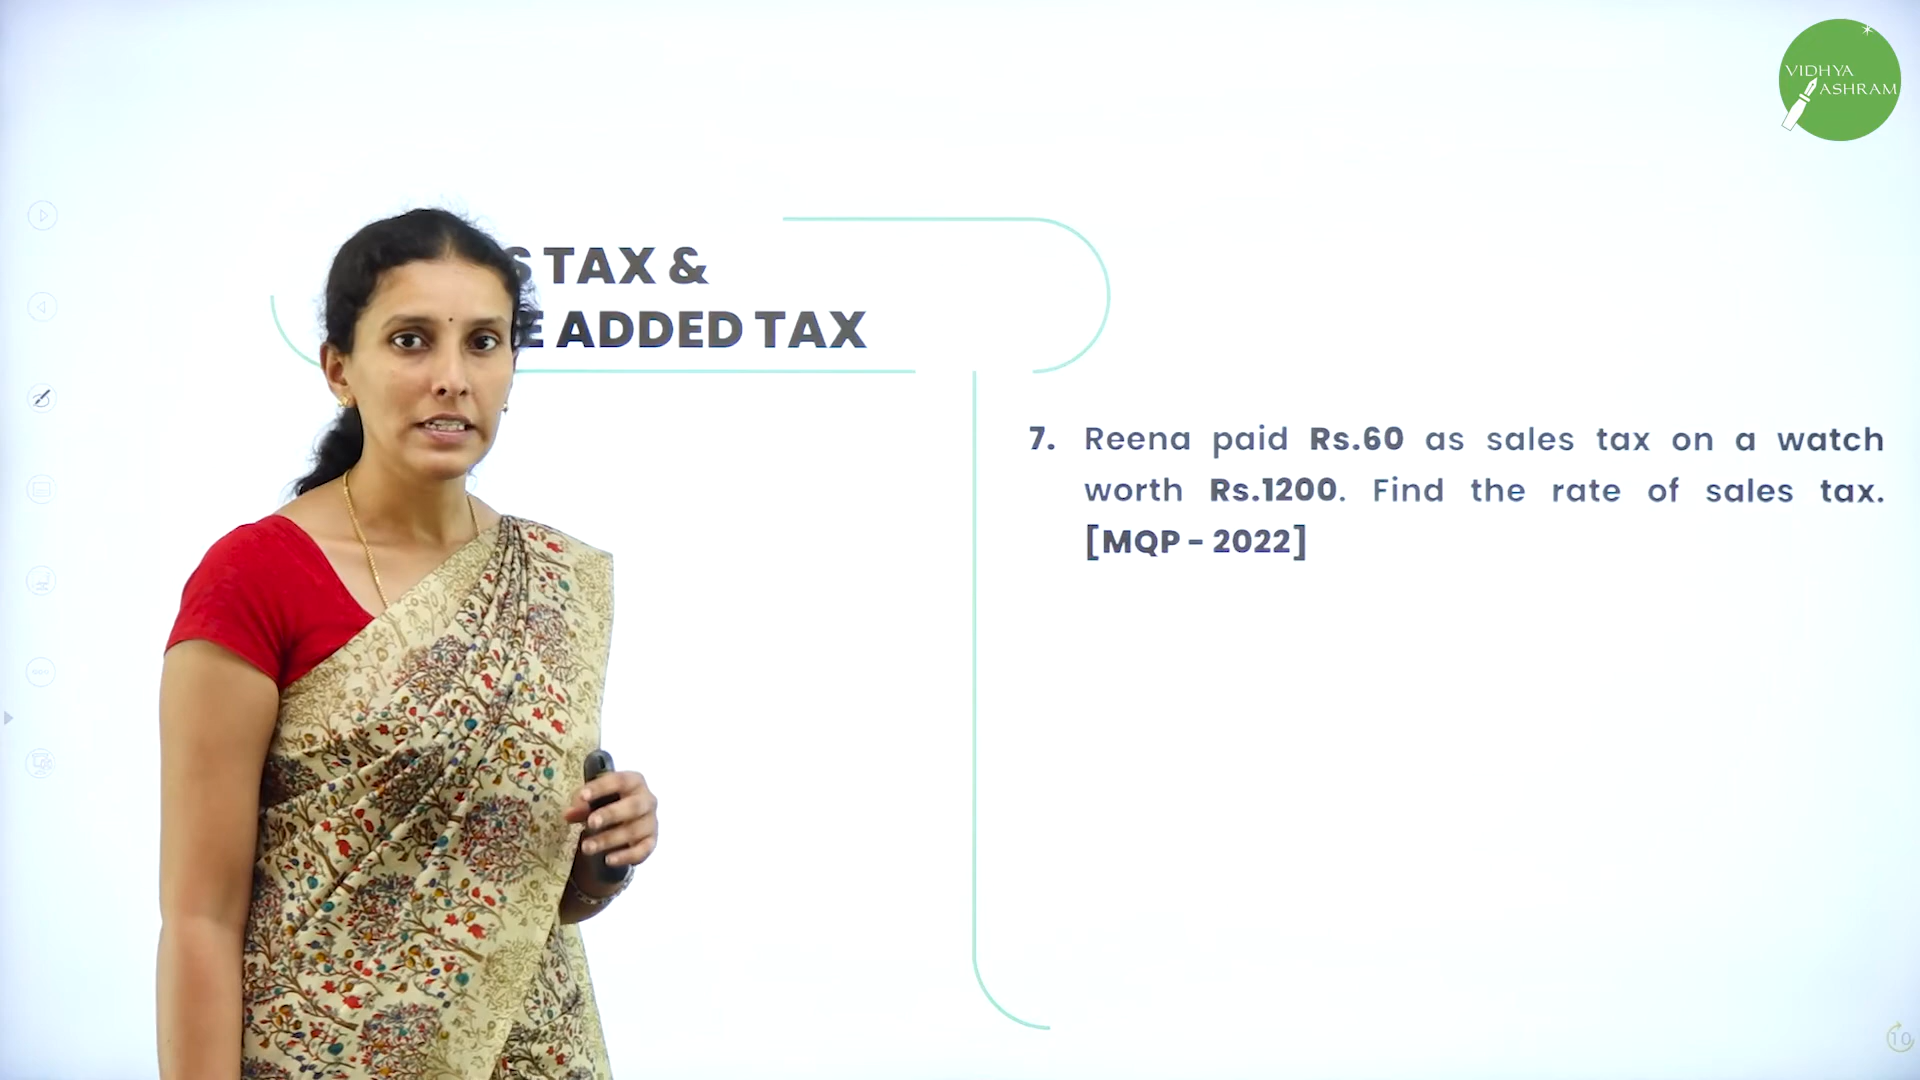 VIDHYA
ASHRAM
TAX &
ADDED TAX
7. Reena paid Rs.60 as sales tax on a watch
worth Rs.1200. Find the rate of sales tax.
[MQP - 2022]
10